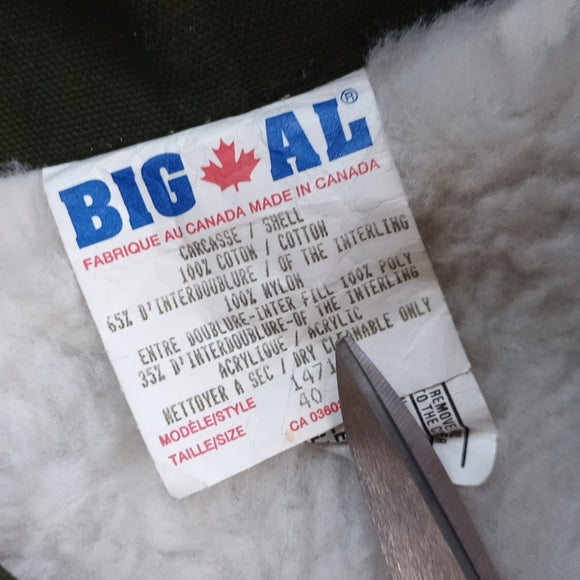 BIG AL ®
FABRIQUE AU CANADA MADE IN CANADA
CARCASSE / SHELL
100% COTON / COTTON
65% D'INTERDOUBLURE / OF THE INTERLING
100% NYLON
ENTRE DOUBLURE-INTER FILL 100% POLY
35% D'INTERDOUBLURE-OF THE INTERLING
ACRYLIQUE / ACRYLIC
NETTOYER A SEC / DRY CLEANABLE ONLY
MODÈLE/STYLE 1471
TAILLE/SIZE 40 CA 0360
REMOVE
TO THE